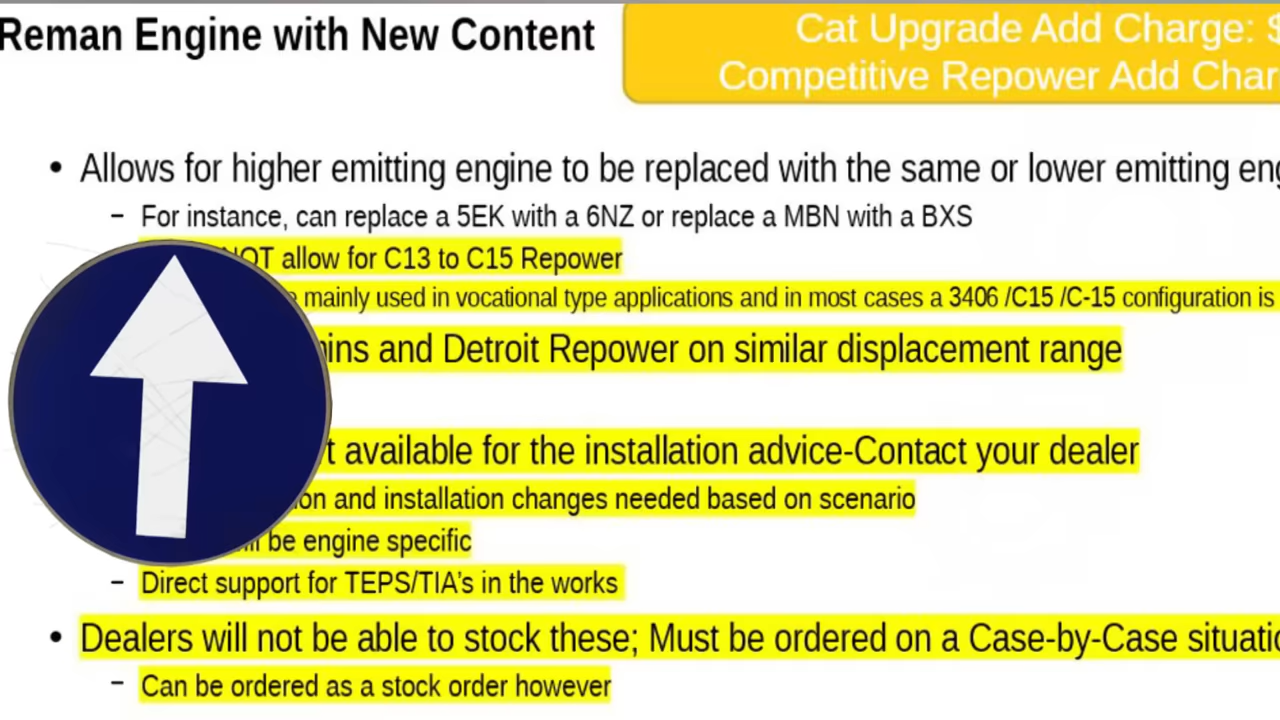 Reman Engine with New Content
Cat Upgrade Add Charge: $
Competitive Repower Add Char
• Allows for higher emitting engine to be replaced with the same or lower emitting eng
– For instance, can replace a 5EK with a 6NZ or replace a MBN with a BXS
NOT allow for C13 to C15 Repower
mainly used in vocational type applications and in most cases a 3406 /C15 /C-15 configuration is
and Detroit Repower on similar displacement range
available for the installation advice-Contact your dealer
and installation changes needed based on scenario
be engine specific
– Direct support for TEPS/TIA's in the works
• Dealers will not be able to stock these; Must be ordered on a Case-by-Case situatio
– Can be ordered as a stock order however